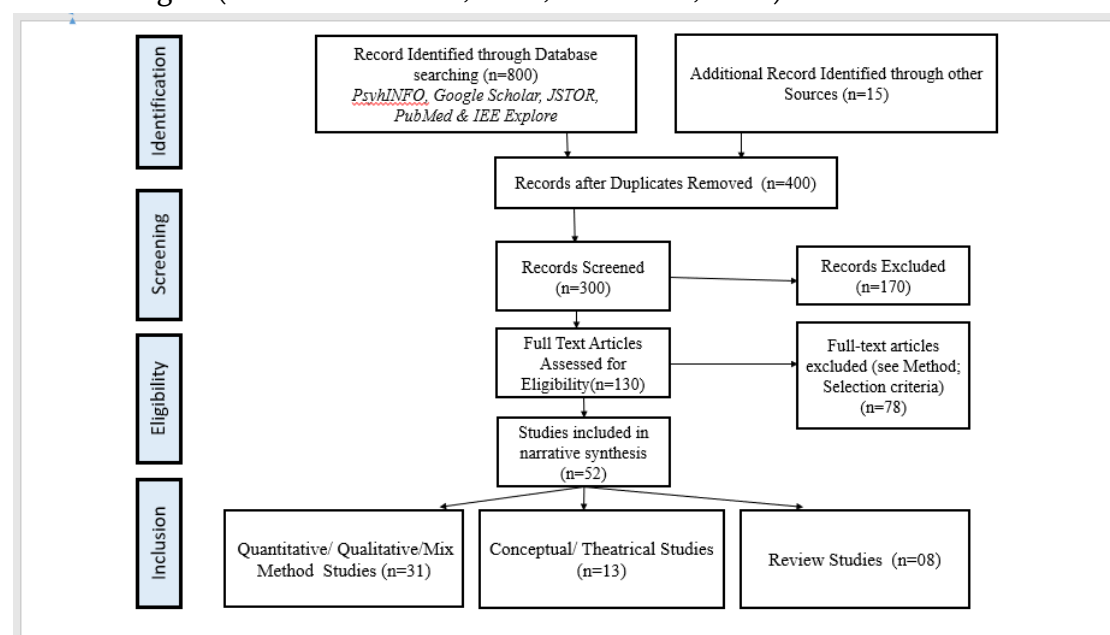 Identification
Record Identified through Database
searching (n=800)
PsvhINFO, Google Scholar, JSTOR,
PubMed & IEE Explore
Additional Record Identified through other
Sources (n=15)
Records after Duplicates Removed (n=400)
Screening
Records Screened
(n=300)
Records Excluded
(n=170)
Eligibility
Full Text Articles
Assessed for
Eligibility(n=130)
Full-text articles
excluded (see Method;
Selection criteria)
(n=78)
Studies included in
narrative synthesis
(n=52)
Inclusion
Quantitative/ Qualitative/Mix
Method Studies (n=31)
Conceptual/ Theatrical Studies
(n=13)
Review Studies (n=08)